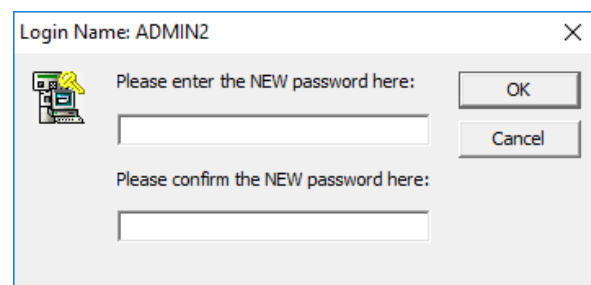 Login Name: ADMIN2
Please enter the NEW password here:
OK
Cancel
Please confirm the NEW password here: